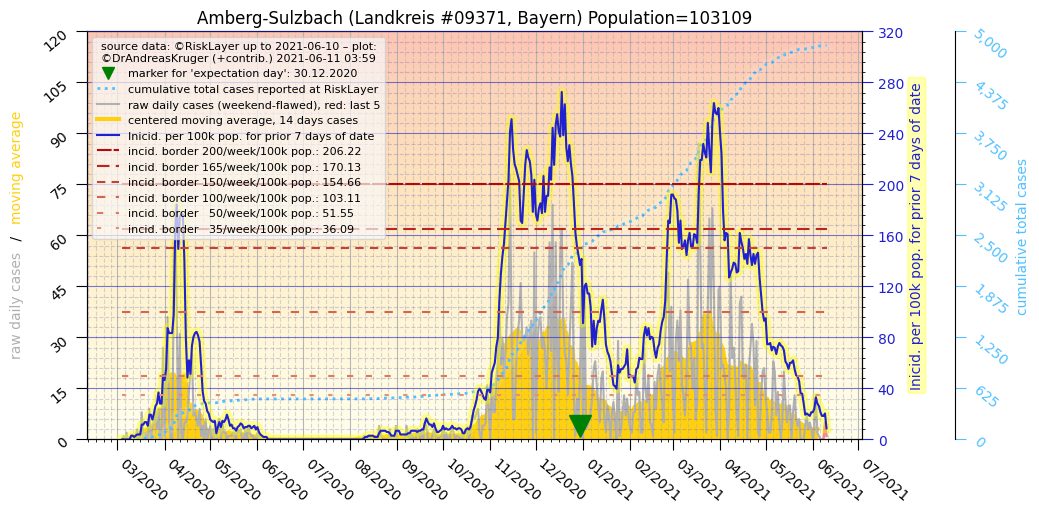 Amberg-Sulzbach (Landkreis #09371, Bayern) Population=103109
source data: ©RiskLayer up to 2021-06-10 – plot:
©DrAndreasKruger (+contrib.) 2021-06-11 03:59
marker for 'expectation day': 30.12.2020
cumulative total cases reported at RiskLayer
raw daily cases (weekend-flawed), red: last 5
centered moving average, 14 days cases
Inicid. per 100k pop. for prior 7 days of date
incid. border 200/week/100k pop.: 206.22
incid. border 165/week/100k pop.: 170.13
incid. border 150/week/100k pop.: 154.66
incid. border 100/week/100k pop.: 103.11
incid. border   50/week/100k pop.: 51.55
incid. border   35/week/100k pop.: 36.09
raw daily cases / moving average
120
105
90
75
60
45
30
15
0
320
280
240
200
160
120
80
40
0
Inicid. per 100k pop. for prior 7 days of date
5,000
4,375
3,750
3,125
2,500
1,875
1,250
625
0
cumulative total cases
03/2020
04/2020
05/2020
06/2020
07/2020
08/2020
09/2020
10/2020
11/2020
12/2020
01/2021
02/2021
03/2021
04/2021
05/2021
06/2021
07/2021